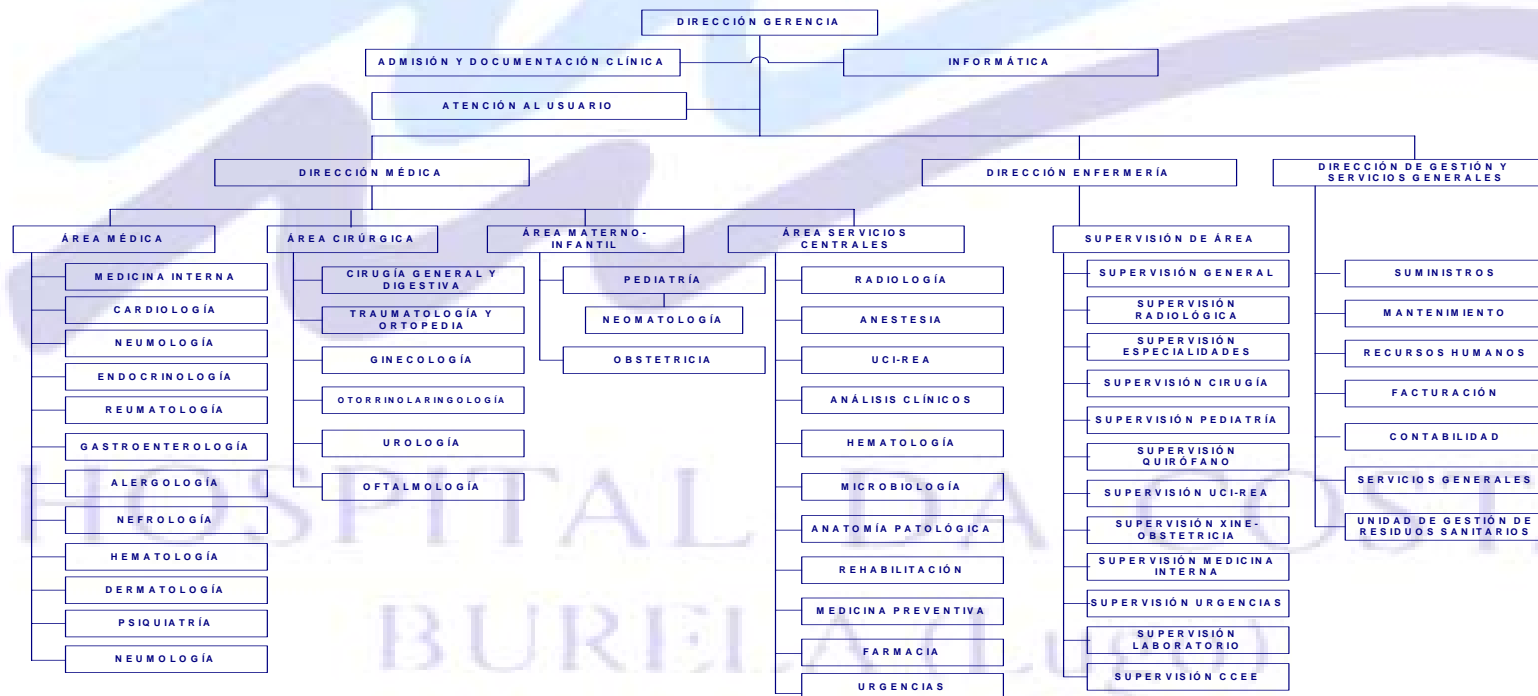 DIRECCIÓN GERENCIA
ADMISIÓN Y DOCUMENTACIÓN CLÍNICA
INFORMÁTICA
ATENCIÓN AL USUARIO
DIRECCIÓN MÉDICA
DIRECCIÓN ENFERMERÍA
DIRECCIÓN DE GESTIÓN Y
SERVICIOS GENERALES
ÁREA MÉDICA
MEDICINA INTERNA
CARDIOLOGÍA
NEUMOLOGÍA
ENDOCRINOLOGÍA
REUMATOLOGÍA
GASTROENTEROLOGÍA
ALERGOLOGÍA
NEFROLOGÍA
HEMATOLOGÍA
DERMATOLOGÍA
PSIQUIATRÍA
NEUMOLOGÍA
ÁREA CIRÚRGICA
CIRUGÍA GENERAL Y
DIGESTIVA
TRAUMATOLOGÍA Y
ORTOPEDIA
GINECOLOGÍA
OTORRINOLARINGOLOGÍA
UROLOGÍA
OFTALMOLOGÍA
ÁREA MATERNO-
INFANTIL
PEDIATRÍA
NEOMATOLOGÍA
OBSTETRICIA
ÁREA SERVICIOS
CENTRALES
RADIOLOGÍA
ANESTESIA
UCI-REA
ANÁLISIS CLÍNICOS
HEMATOLOGÍA
MICROBIOLOGÍA
ANATOMÍA PATOLÓGICA
REHABILITACIÓN
MEDICINA PREVENTIVA
FARMACIA
URGENCIAS
SUPERVISIÓN DE ÁREA
SUPERVISIÓN GENERAL
SUPERVISIÓN
RADIOLÓGICA
SUPERVISIÓN
ESPECIALIDADES
SUPERVISIÓN CIRUGÍA
SUPERVISIÓN PEDIATRÍA
SUPERVISIÓN
QUIRÓFANO
SUPERVISIÓN UCI-REA
SUPERVISIÓN XINE-
OBSTETRICIA
SUPERVISIÓN MEDICINA
INTERNA
SUPERVISIÓN URGENCIAS
SUPERVISIÓN
LABORATORIO
SUPERVISIÓN CCEE
SUMINISTROS
MANTENIMIENTO
RECURSOS HUMANOS
FACTURACIÓN
CONTABILIDAD
SERVICIOS GENERALES
UNIDAD DE GESTIÓN DE
RESIDUOS SANITARIOS
HOSPITAL DA COST
BURELA (Lugo)